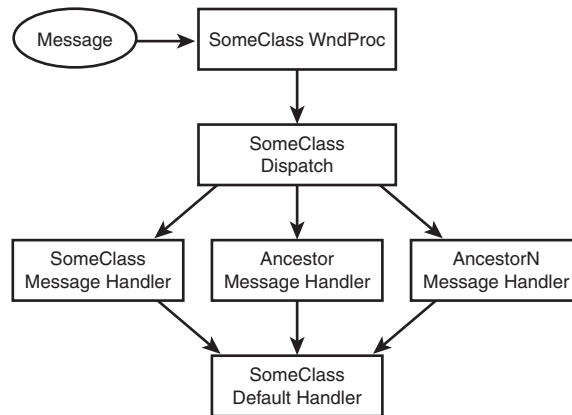 Message
SomeClass WndProc
SomeClass
Dispatch
SomeClass
Message Handler
Ancestor
Message Handler
AncestorN
Message Handler
SomeClass
Default Handler